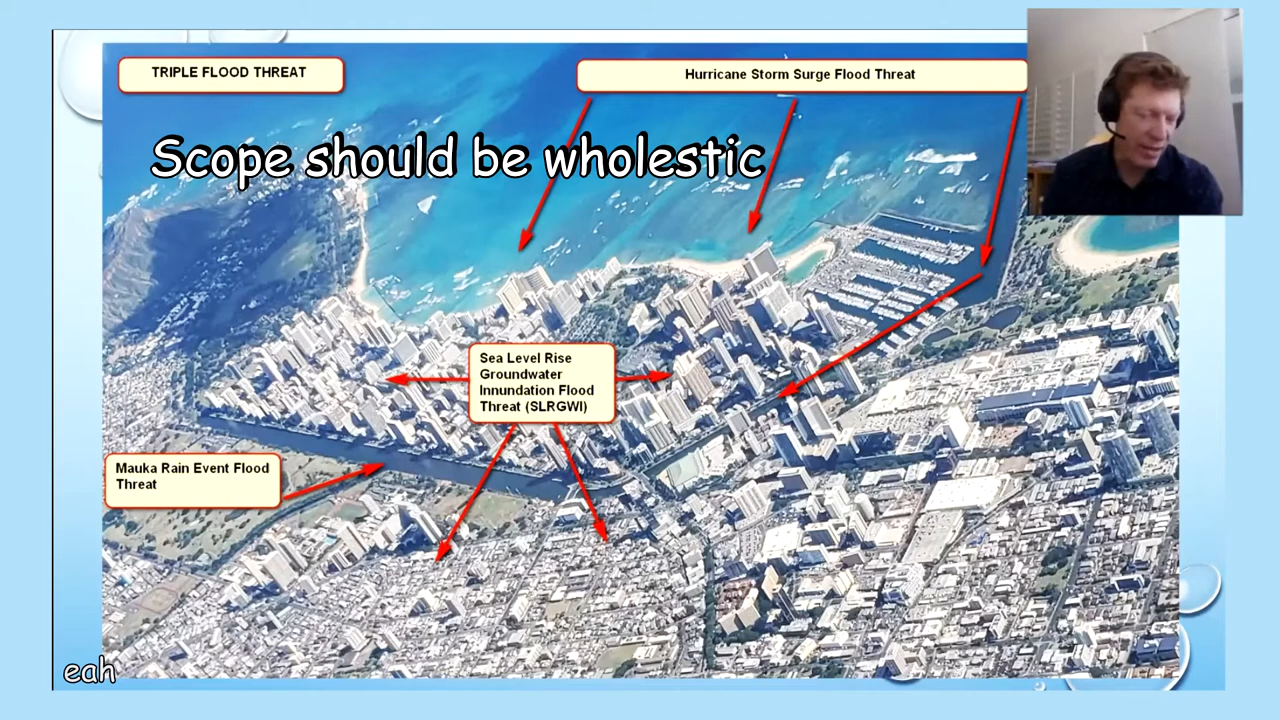 TRIPLE FLOOD THREAT
Hurricane Storm Surge Flood Threat
Scope should be wholestic
Sea Level Rise
Groundwater
Innundation Flood
Threat (SLRGWI)
Mauka Rain Event Flood
Threat
eah